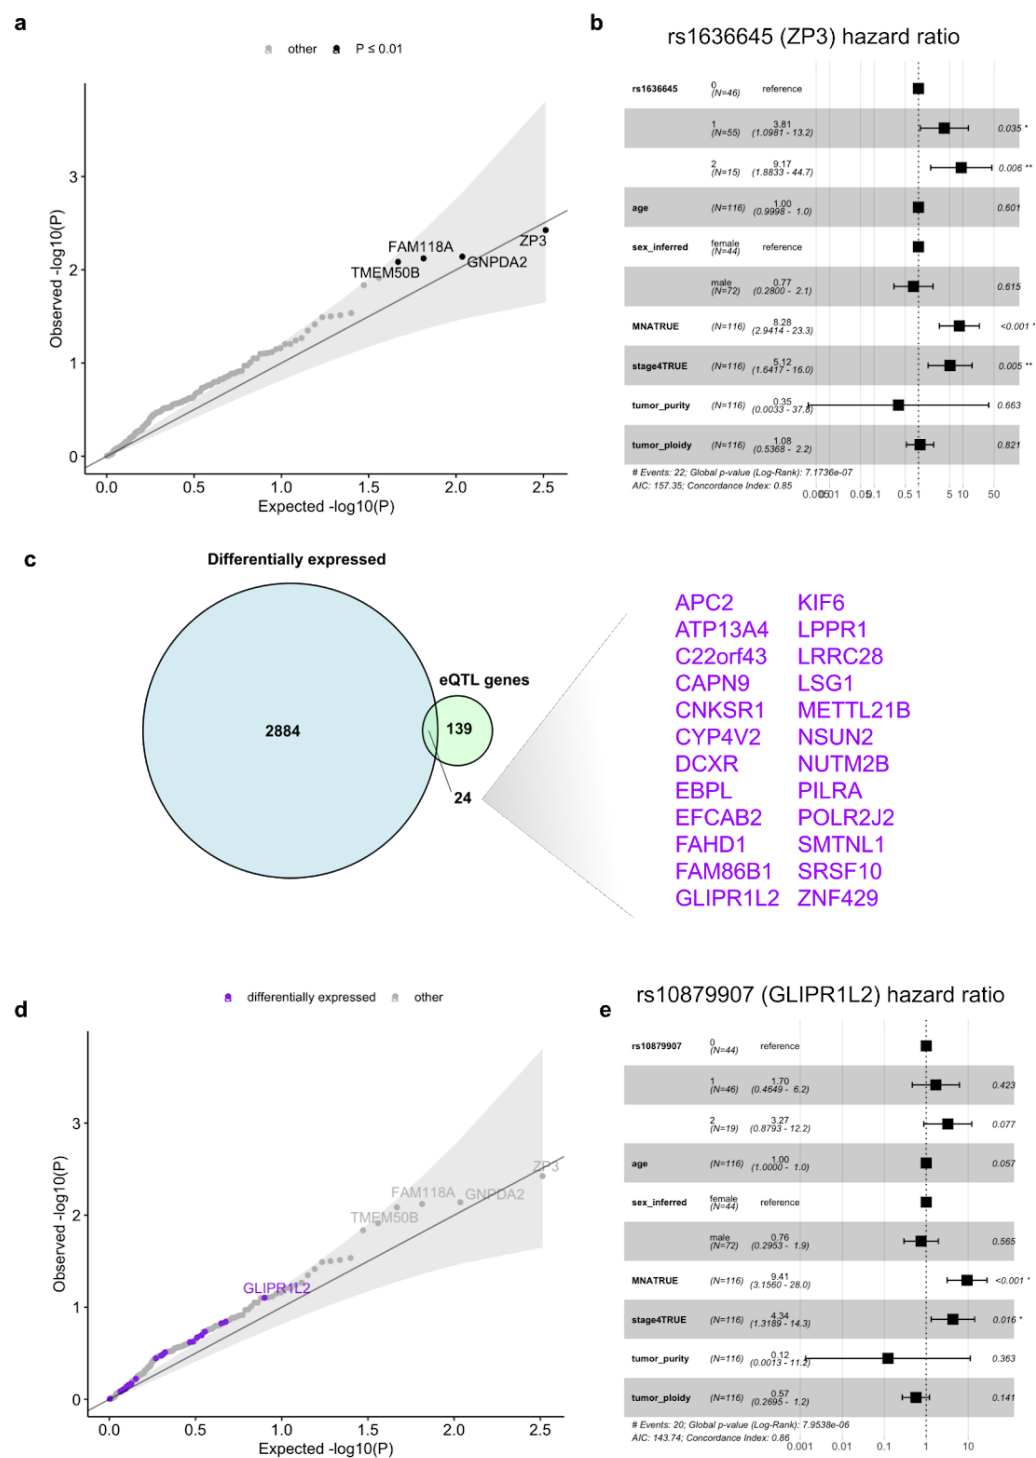 a
other P ≤ 0.01
Observed -log10(P)
3
2
1
0
FAM118A
ZP3
TMEM50B
GNPDA2
0.0 0.5 1.0 1.5 2.0 2.5
Expected -log10(P)
b
rs1636645 (ZP3) hazard ratio
rs1636645 0 (N=46) reference
1 (N=55) 3.81 (1.0981 - 13.2) 0.035 *
2 (N=15) 9.17 (1.8833 - 44.7) 0.006 **
age (N=116) 1.00 (0.9998 - 1.0) 0.601
sex_inferred female (N=44) reference
male (N=72) 0.77 (0.2800 - 2.1) 0.615
MNATRUE (N=116) 8.28 (2.9414 - 23.3) <0.001 *
stage4TRUE (N=116) 5.12 (1.6417 - 16.0) 0.005 **
tumor_purity (N=116) 0.35 (0.0033 - 37.8) 0.663
tumor_ploidy (N=116) 1.08 (0.5368 - 2.2) 0.821
# Events: 22; Global p-value (Log-Rank): 7.1736e-07
AIC: 157.35; Concordance Index: 0.85
0.5 1 5 10 50
c
Differentially expressed
eQTL genes
2884
139
24
APC2 KIF6
ATP13A4 LPPR1
C22orf43 LRRC28
CAPN9 LSG1
CNKSR1 METTL21B
CYP4V2 NSUN2
DCXR NUTM2B
EBPL PILRA
EFCAB2 POLR2J2
FAHD1 SMTNL1
FAM86B1 SRSF10
GLIPR1L2 ZNF429
d
differentially expressed other
Observed -log10(P)
3
2
1
0
ZP3
FAM118A
GNPDA2
TMEM50B
GLIPR1L2
0.0 0.5 1.0 1.5 2.0 2.5
Expected -log10(P)
e
rs10879907 (GLIPR1L2) hazard ratio
rs10879907 0 (N=44) reference
1 (N=46) 1.70 (0.4649 - 6.2) 0.423
2 (N=19) 3.27 (0.8793 - 12.2) 0.077
age (N=116) 1.00 (1.0000 - 1.0) 0.057
sex_inferred female (N=44) reference
male (N=72) 0.76 (0.2953 - 1.9) 0.565
MNATRUE (N=116) 9.41 (3.1560 - 28.0) <0.001 *
stage4TRUE (N=116) 4.34 (1.3189 - 14.3) 0.016 *
tumor_purity (N=116) 0.12 (0.0013 - 11.2) 0.363
tumor_ploidy (N=116) 0.57 (0.2695 - 1.2) 0.141
# Events: 20; Global p-value (Log-Rank): 7.9538e-06
AIC: 143.74; Concordance Index: 0.86
0.001 0.01 0.1 1 10